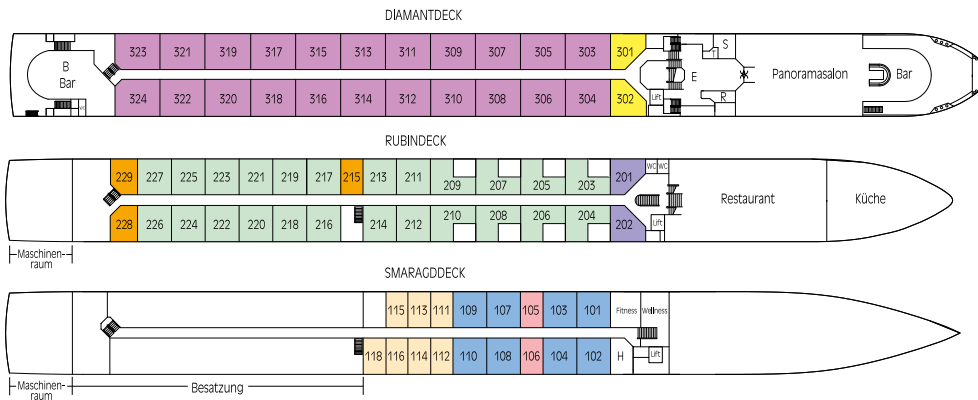 DIAMANTDECK
323 321 319 317 315 313 311 309 307 305 303 301
S
T
B
Bar
E
Panoramasalon
Bar
WC
Lift
R
324 322 320 318 316 314 312 310 308 306 304 302
RUBINDECK
229 227 225 223 221 219 217 215 213 211 209 207 205 203 201
WC WC
Restaurant
Küche
228 226 224 222 220 218 216 214 212 210 208 206 204 202
Lift
Maschinen-
raum
SMARAGDDECK
115 113 111 109 107 105 103 101
Fitness
Wellness
118 116 114 112 110 108 106 104 102
H
Lift
Maschinen-
raum
Besatzung